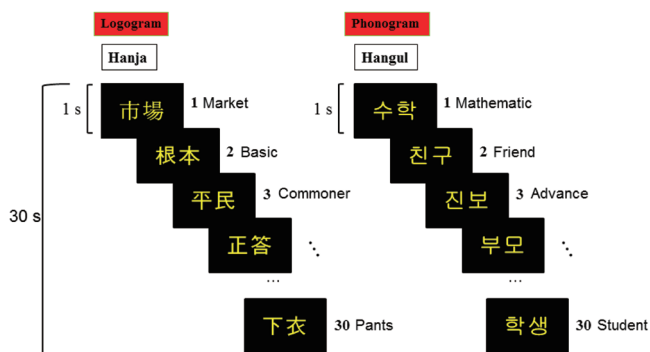 Logogram
Hanja
1 s
市場
1 Market
根本
2 Basic
平民
3 Commoner
正答
...
...
下衣
30 Pants
30 s
Phonogram
Hangul
1 s
수학
1 Mathematic
친구
2 Friend
진보
3 Advance
부모
...
...
학생
30 Student